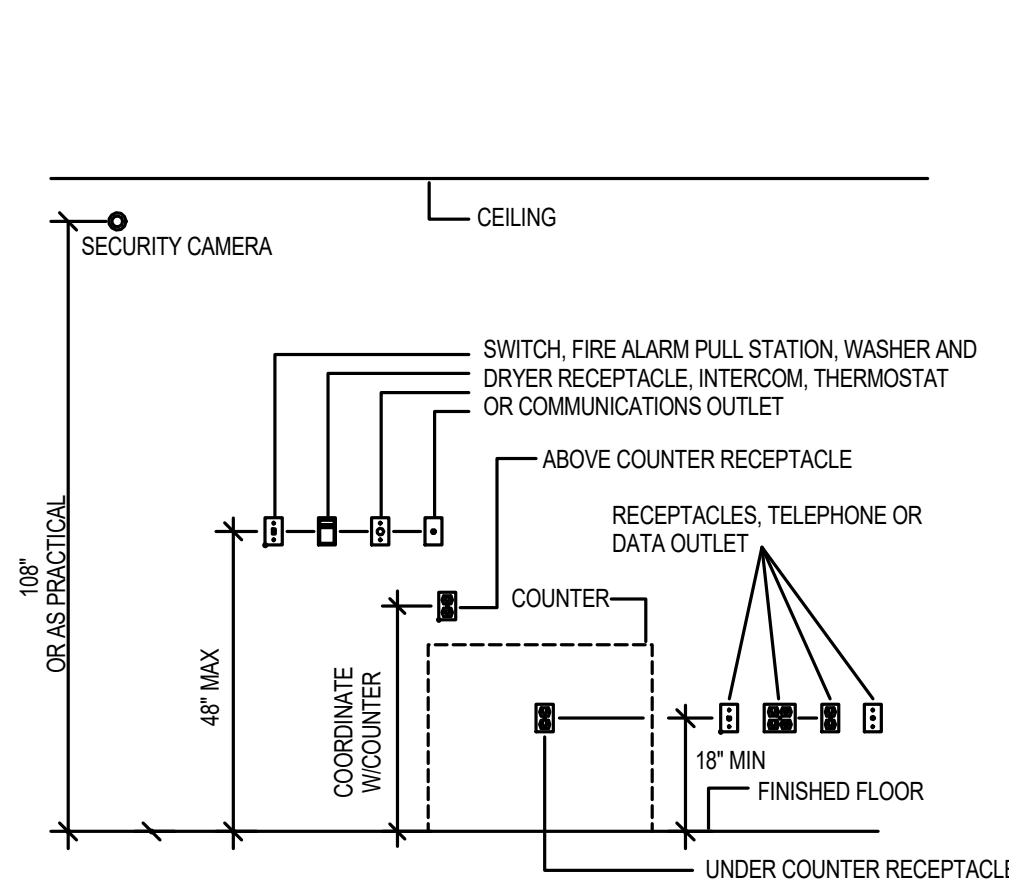 CEILING
SECURITY CAMERA
SWITCH, FIRE ALARM PULL STATION, WASHER AND
DRYER RECEPTACLE, INTERCOM, THERMOSTAT
OR COMMUNICATIONS OUTLET
ABOVE COUNTER RECEPTACLE
RECEPTACLES, TELEPHONE OR
DATA OUTLET
108"
OR AS PRACTICAL
COUNTER
48" MAX
COORDINATE
W/COUNTER
18" MIN
FINISHED FLOOR
UNDER COUNTER RECEPTACLE